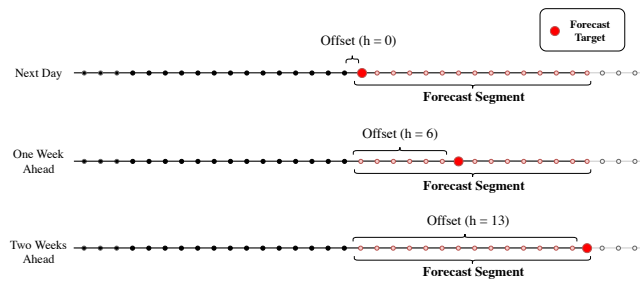 Forecast
Target
Offset (h = 0)
Next Day
Forecast Segment
Offset (h = 6)
One Week
Ahead
Forecast Segment
Offset (h = 13)
Two Weeks
Ahead
Forecast Segment